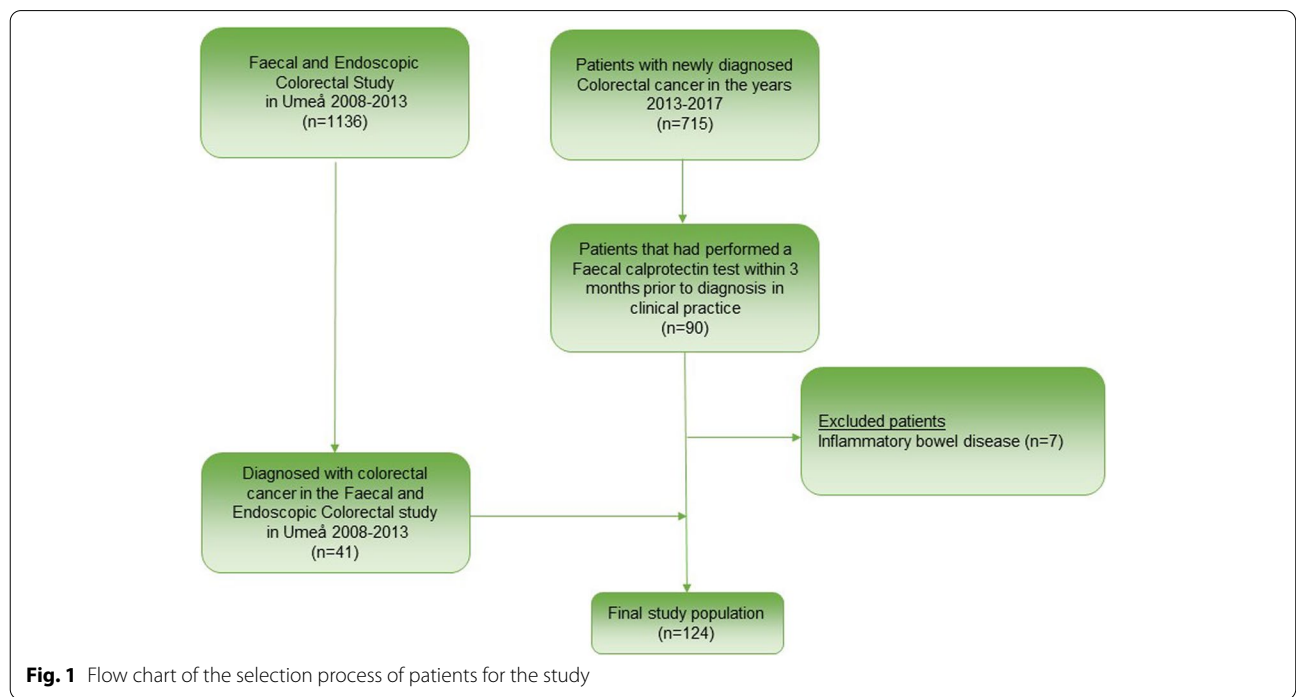 Faecal and Endoscopic
Colorectal Study
in Umeå 2008-2013
(n=1136)
Patients with newly diagnosed
Colorectal cancer in the years
2013-2017
(n=715)
Patients that had performed a
Faecal calprotectin test within 3
months prior to diagnosis in
clinical practice
(n=90)
Excluded patients
Inflammatory bowel disease (n=7)
Diagnosed with colorectal
cancer in the Faecal and
Endoscopic Colorectal study
in Umeå 2008-2013
(n=41)
Final study population
(n=124)
Fig. 1 Flow chart of the selection process of patients for the study